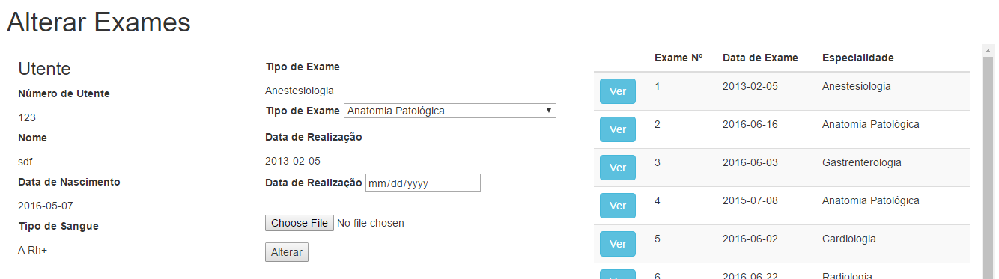 Alterar Exames
Utente
Número de Utente
123
Nome
sdf
Data de Nascimento
2016-05-07
Tipo de Sangue
A Rh+
Tipo de Exame
Anestesiologia
Tipo de Exame Anatomia Patológica
Data de Realização
2013-02-05
Data de Realização mm/dd/yyyy
Choose File No file chosen
Alterar
Exame Nº Data de Exame Especialidade
Ver 1 2013-02-05 Anestesiologia
Ver 2 2016-06-16 Anatomia Patológica
Ver 3 2016-06-03 Gastrenterologia
Ver 4 2015-07-08 Anatomia Patológica
Ver 5 2016-06-02 Cardiologia
Ver 6 2016-06-22 Radiologia